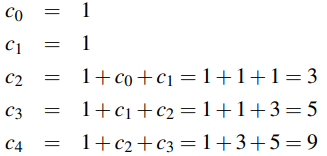 c₀ = 1
c₁ = 1
c₂ = 1+c₀+c₁ = 1+1+1 = 3
c₃ = 1+c₁+c₂ = 1+1+3 = 5
c₄ = 1+c₂+c₃ = 1+3+5 = 9